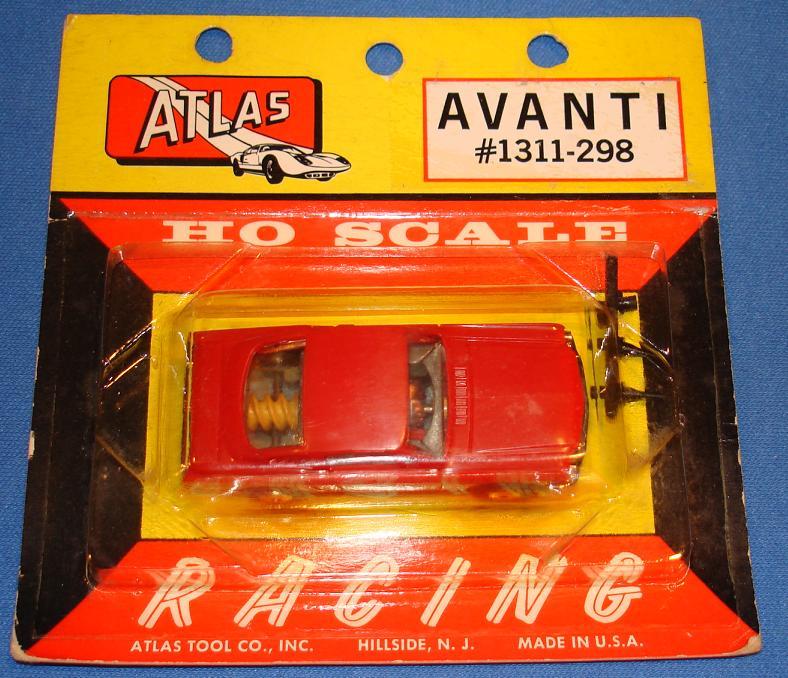 ATLAS
AVANTI
#1311-298
HO SCALE
RACING
ATLAS TOOL CO., INC. HILLSIDE, N. J. MADE IN U.S.A.